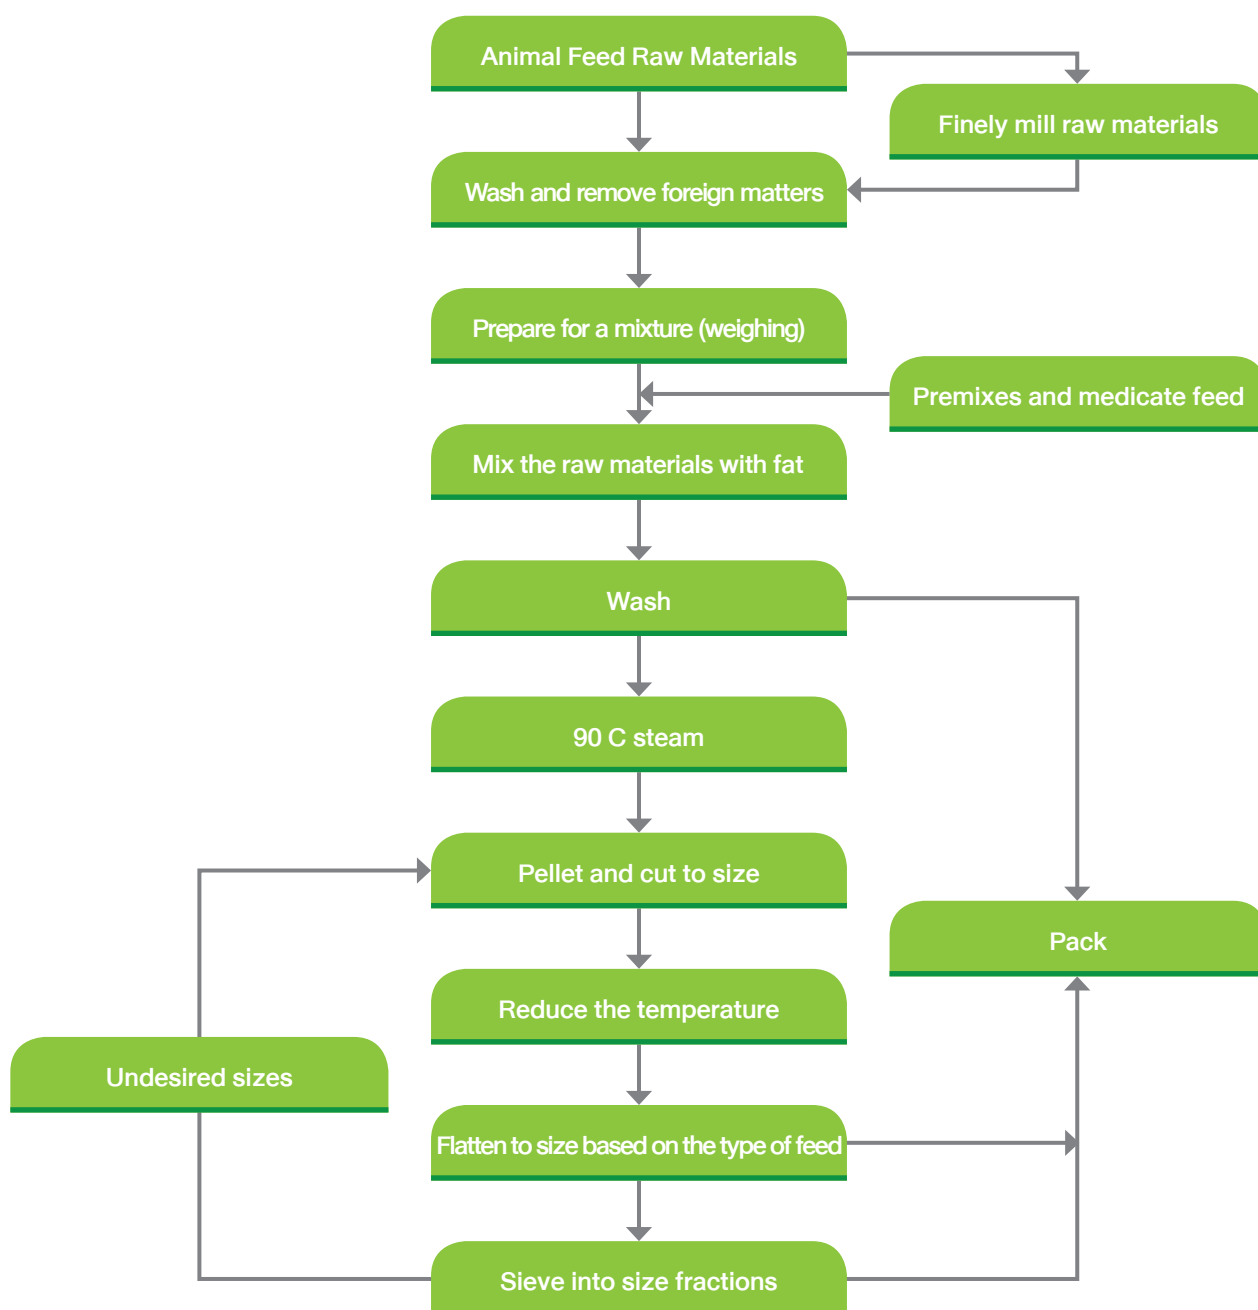 Animal Feed Raw Materials
Finely mill raw materials
Wash and remove foreign matters
Prepare for a mixture (weighing)
Premixes and medicate feed
Mix the raw materials with fat
Wash
90 C steam
Pellet and cut to size
Pack
Reduce the temperature
Undesired sizes
Flatten to size based on the type of feed
Sieve into size fractions